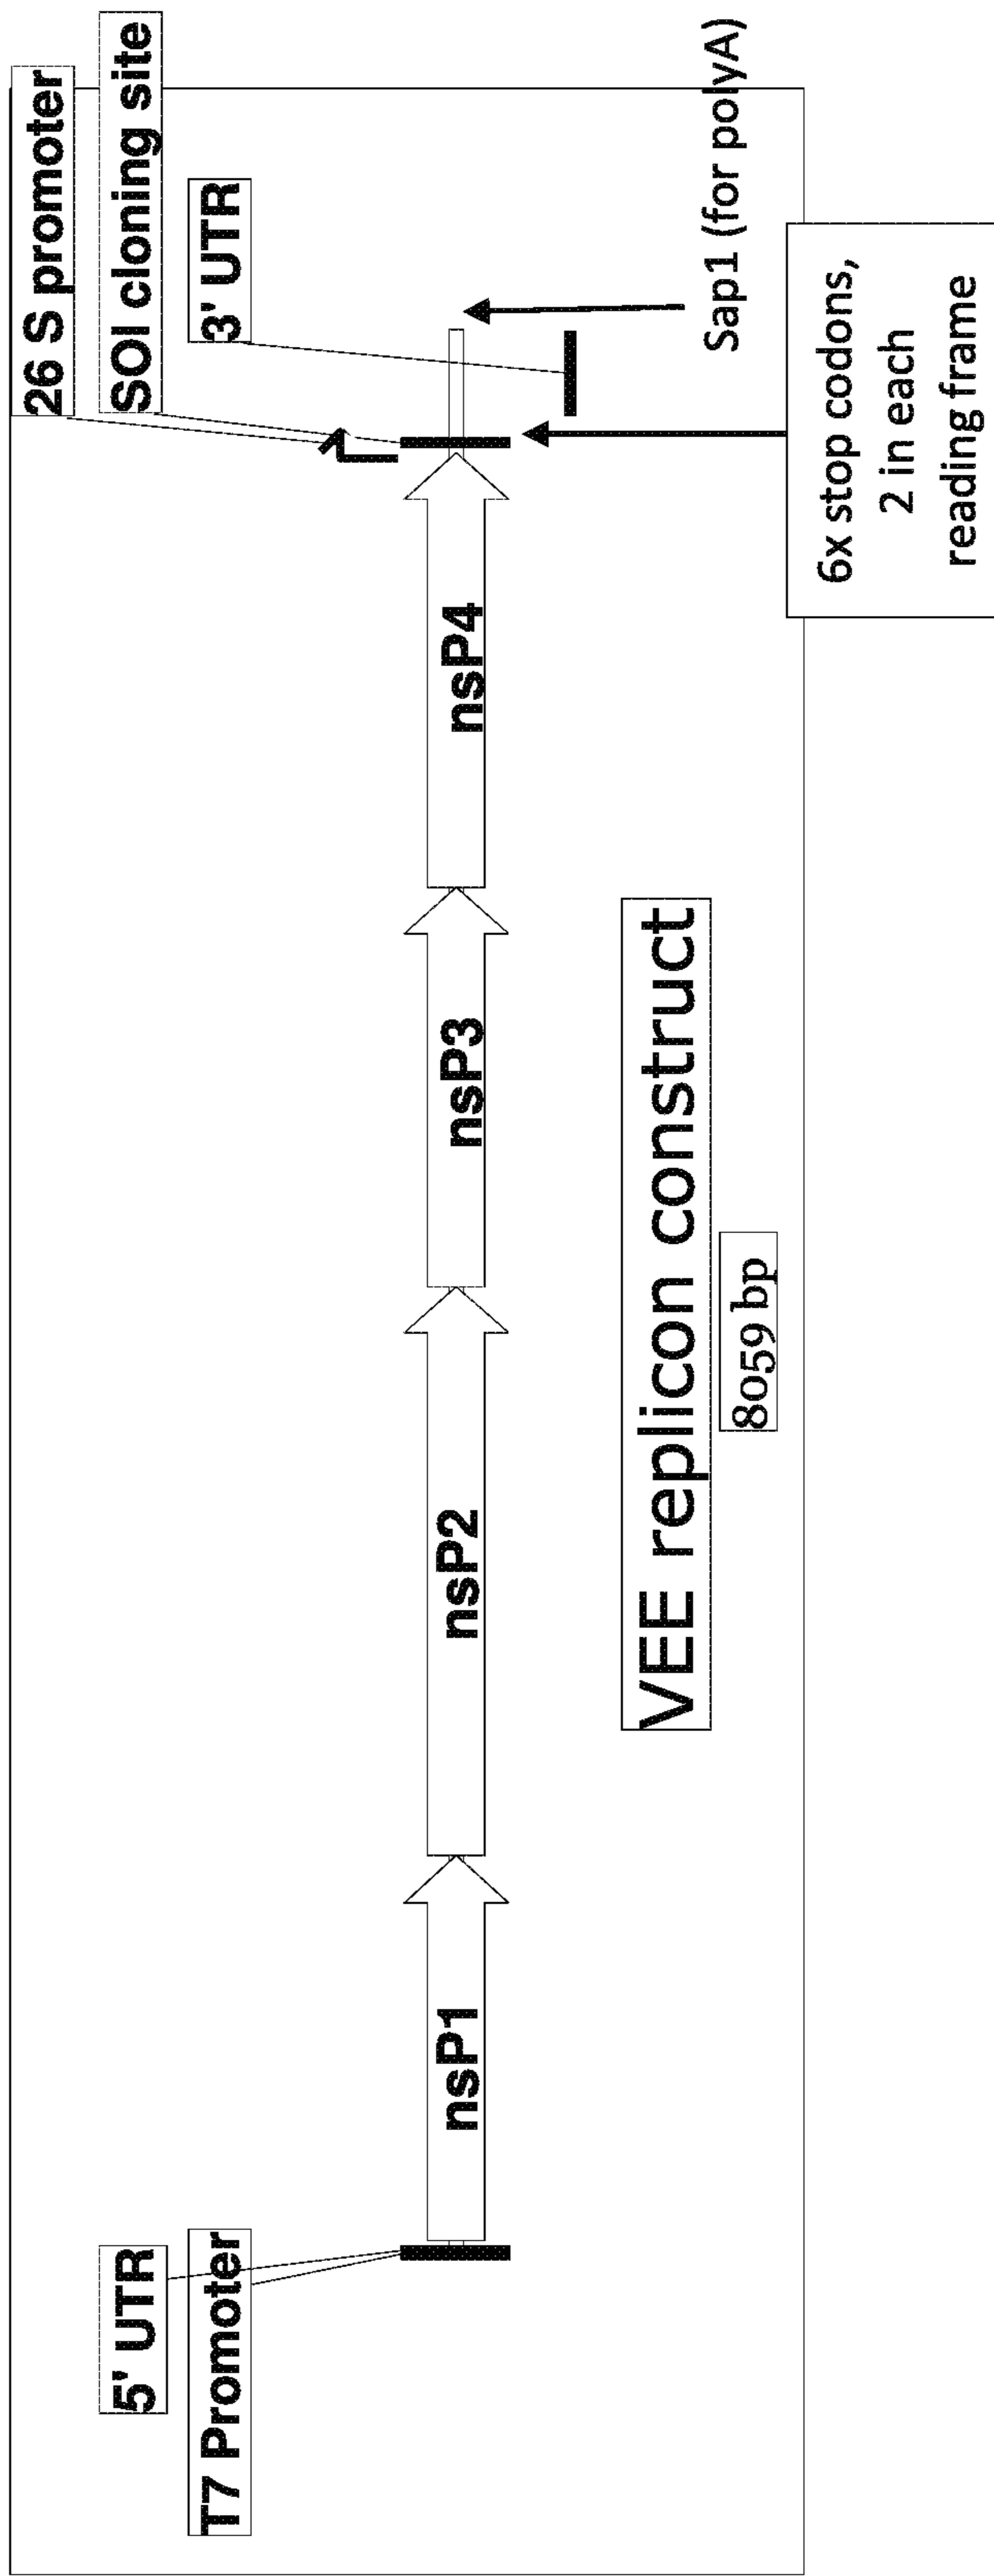 26 S promoter
SOI cloning site
3' UTR
5' UTR
T7 Promoter
nsP1
nsP2
nsP3
nsP4
Sap1 (for polyA)
6x stop codons,
2 in each
reading frame
VEE replicon construct
8059 bp